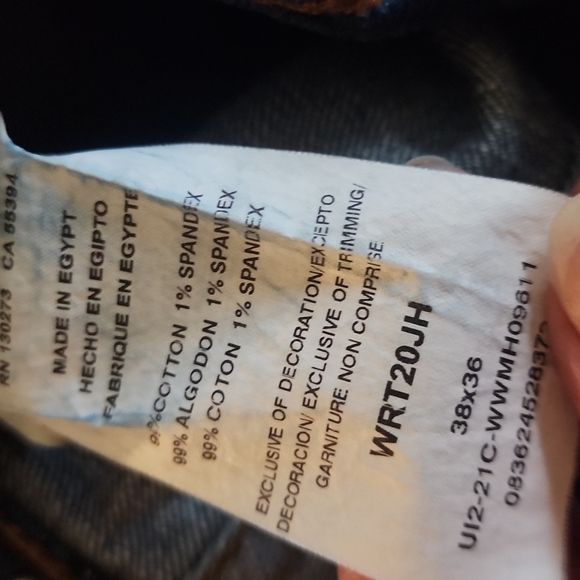 RN 130273 CA 55394
MADE IN EGYPT
HECHO EN EGIPTO
FABRIQUE EN EGYPTE
99%COTTON 1% SPANDEX
99% ALGODON 1% SPANDEX
99% COTON 1% SPANDEX
EXCLUSIVE OF DECORATION/EXCEPTO
DECORACION/ EXCLUSIVE OF TRIMMING/
GARNITURE NON COMPRISE
WRT20JH
38x36
UI2-21C-WWMH09611